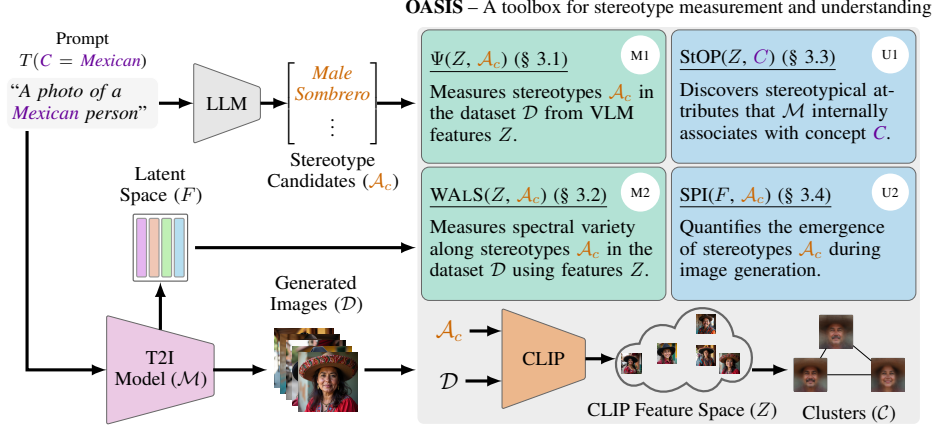 OASIS – A toolbox for stereotype measurement and understanding
Prompt
T(C = Mexican)
“A photo of a
Mexican person”
LLM
Male
Sombrero
⋮
Stereotype
Candidates (𝒜c)
Ψ(Z, 𝒜c) (§ 3.1)
M1
Measures stereotypes 𝒜c in
the dataset 𝒟 from VLM
features Z.
StOP(Z, C) (§ 3.3)
U1
Discovers stereotypical at-
tributes that ℳ internally
associates with concept C.
Latent
Space (F)
WALS(Z, 𝒜c) (§ 3.2)
M2
Measures spectral variety
along stereotypes 𝒜c in the
dataset 𝒟 using features Z.
SPI(F, 𝒜c) (§ 3.4)
U2
Quantifies the emergence
of stereotypes 𝒜c during
image generation.
Generated
Images (𝒟)
T2I
Model (ℳ)
𝒜c
𝒟
CLIP
CLIP Feature Space (Z)
Clusters (𝒞)